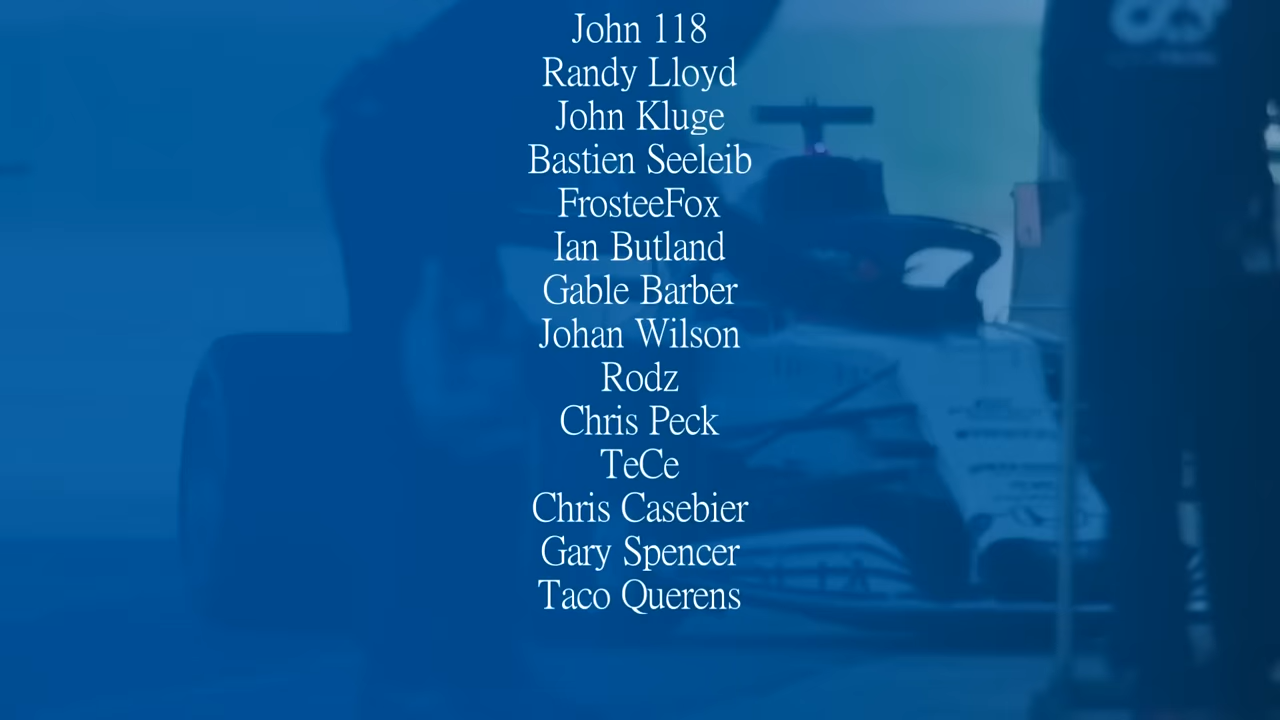 John 118
Randy Lloyd
John Kluge
Bastien Seeleib
FrosteeFox
Ian Butland
Gable Barber
Johan Wilson
Rodz
Chris Peck
TeCe
Chris Casebier
Gary Spencer
Taco Querens